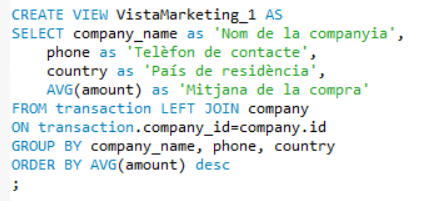 CREATE VIEW VistaMarketing_1 AS
SELECT company_name as 'Nom de la companyia',
    phone as 'Telèfon de contacte',
    country as 'País de residència',
    AVG(amount) as 'Mitjana de la compra'
FROM transaction LEFT JOIN company
ON transaction.company_id=company.id
GROUP BY company_name, phone, country
ORDER BY AVG(amount) desc
;